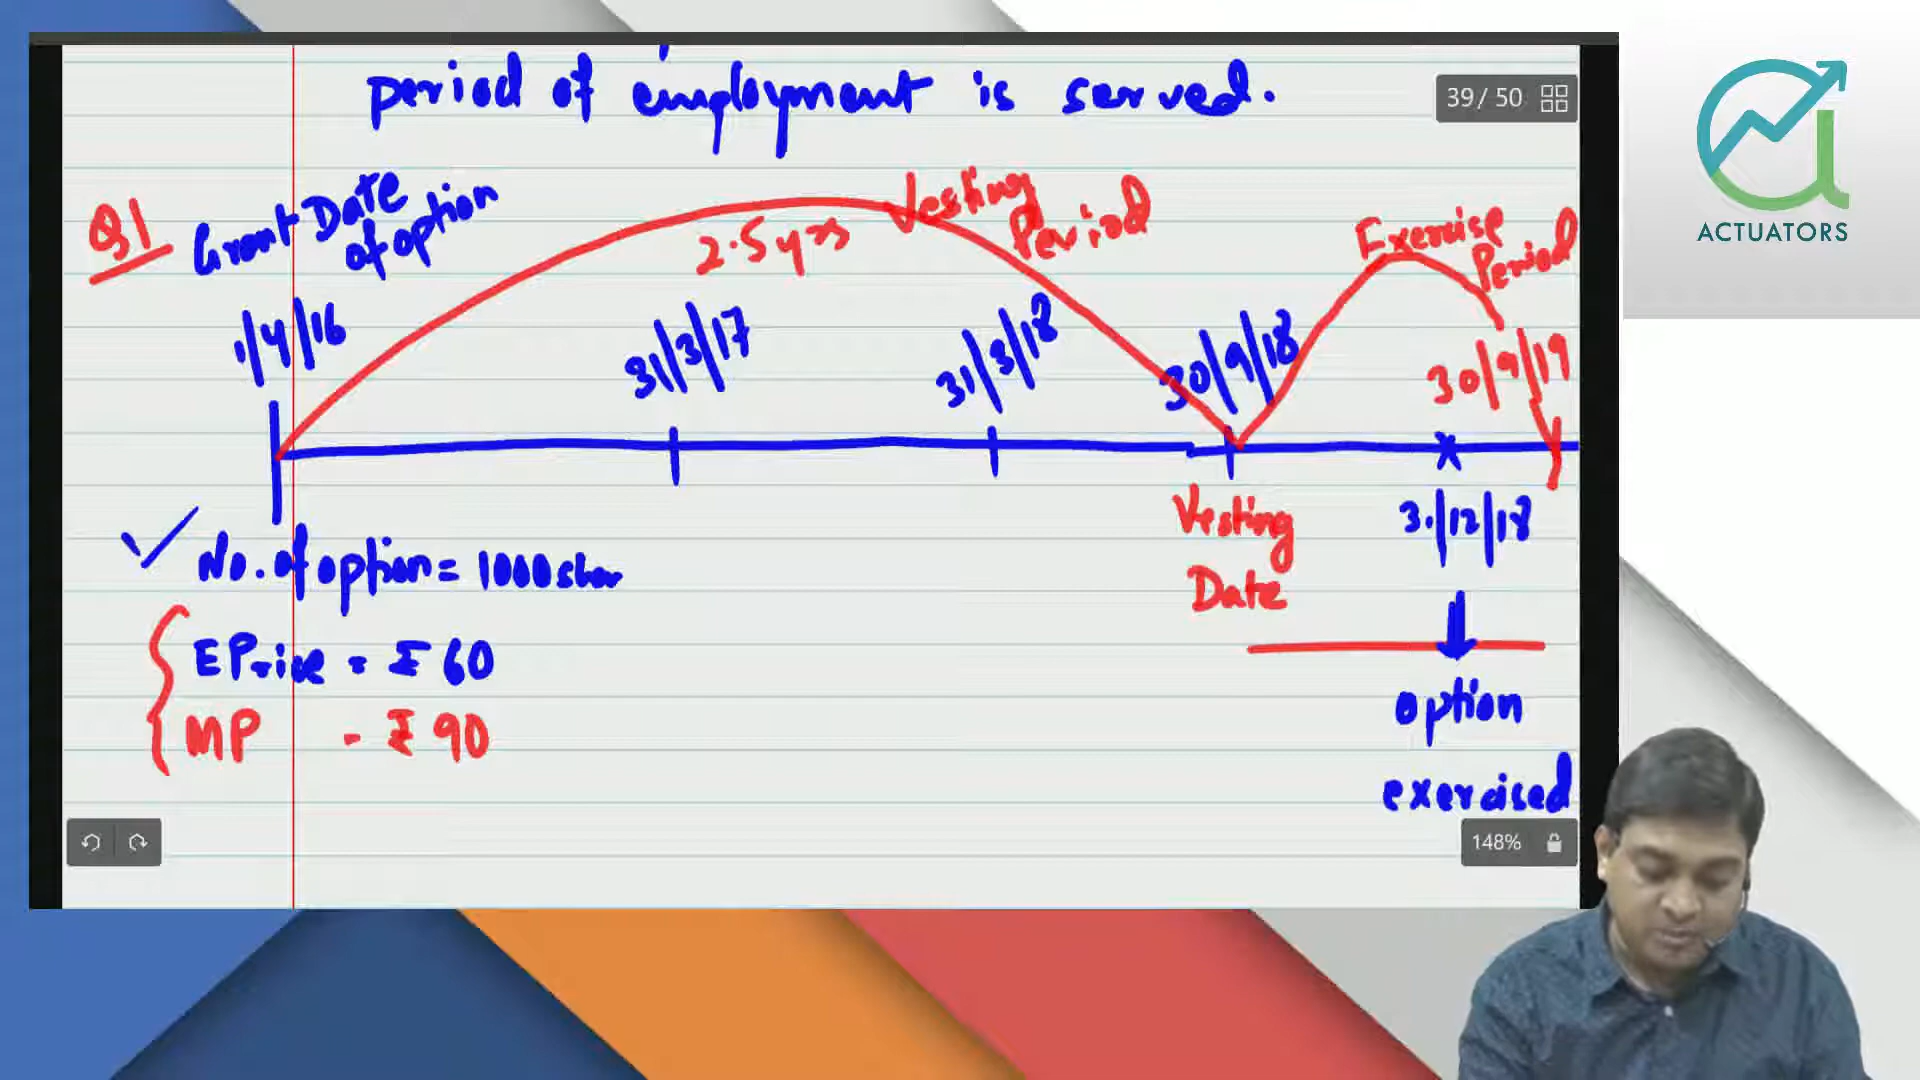 period of employment is served.
39 / 50
ACTUATORS
Q1
Grant Date
of option
2.5 yrs
Vesting
Period
Exercise
Period
1/4/16
31/3/17
31/3/18
30/9/18
30/9/19
Vesting
Date
3./12/18
No. of option = 1000 shar
EPrice = ₹ 60
MP - ₹ 90
option
exercised
148%